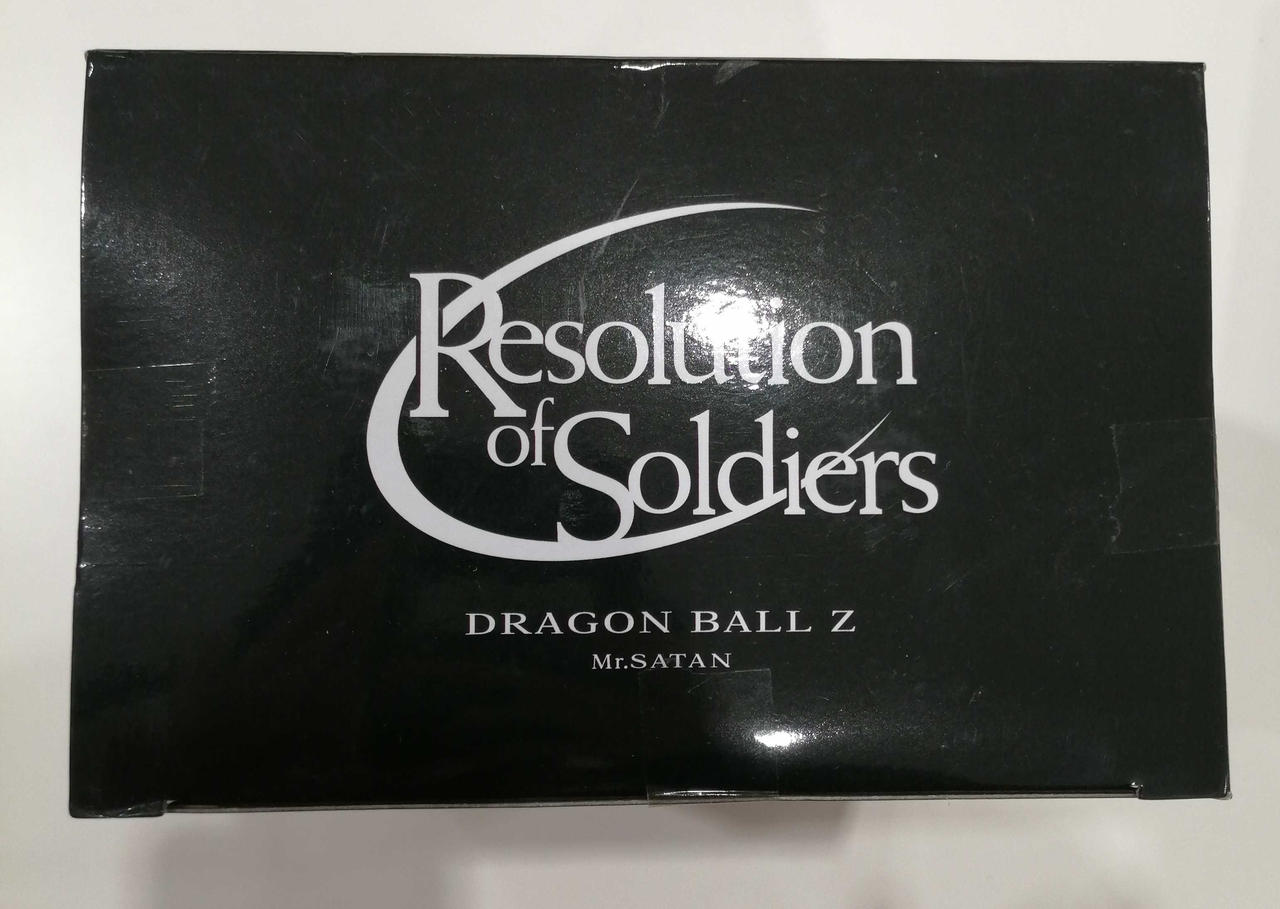 Resolution
of Soldiers
DRAGON BALL Z
Mr.SATAN